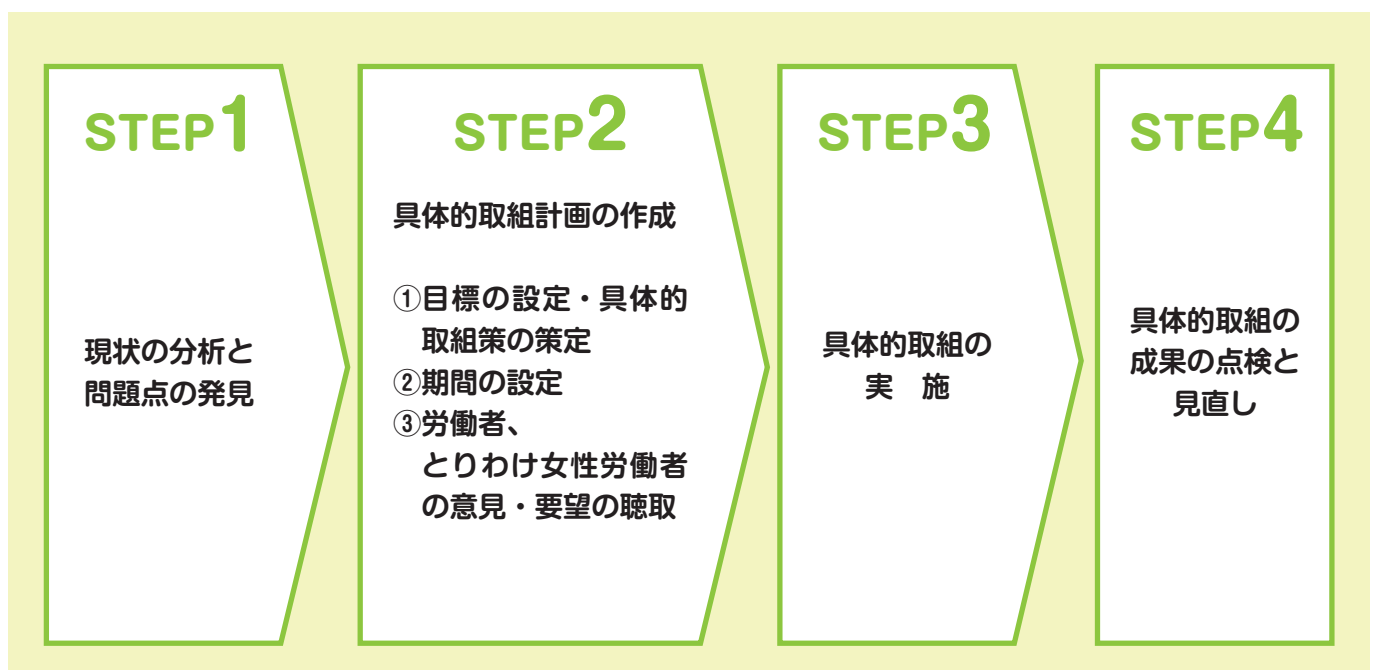 STEP1
現状の分析と
問題点の発見
STEP2
具体的取組計画の作成
①目標の設定・具体的
取組策の策定
②期間の設定
③労働者、
とりわけ女性労働者
の意見・要望の聴取
STEP3
具体的取組の
実　施
STEP4
具体的取組の
成果の点検と
見直し